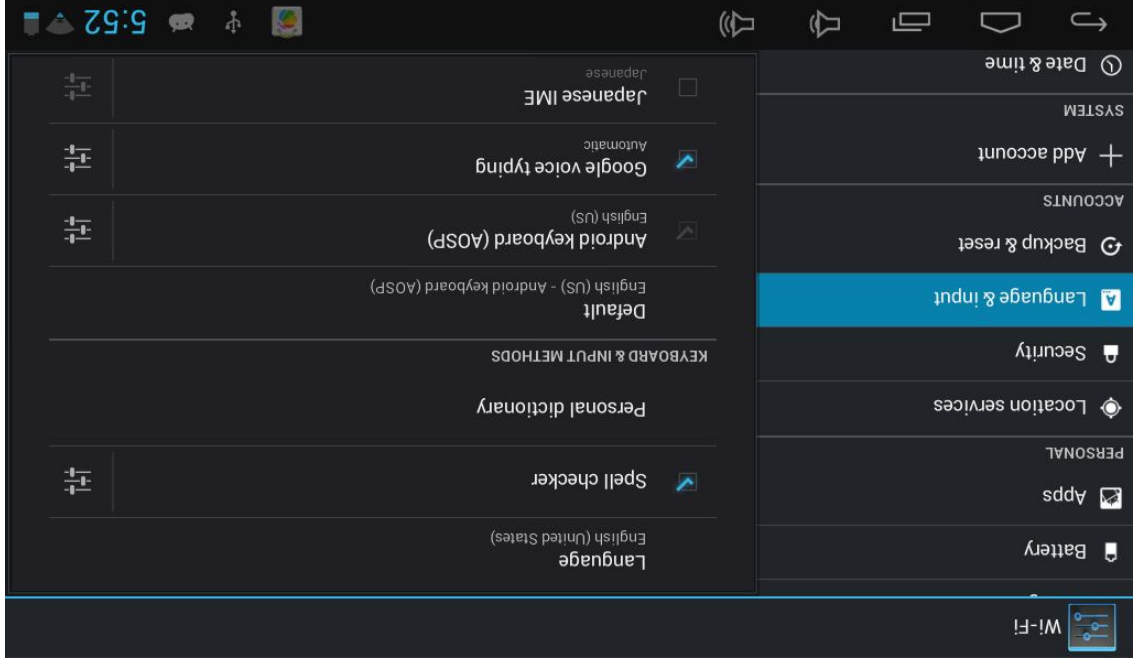 Wi-Fi
Battery
Apps
PERSONAL
Location services
Security
Language & input
Backup & reset
ACCOUNTS
Add account
SYSTEM
Date & time
Language
English (United States)
Spell checker
Personal dictionary
KEYBOARD & INPUT METHODS
Default
English (US) - Android keyboard (AOSP)
Android keyboard (AOSP)
English (US)
Google voice typing
Automatic
Japanese IME
Japanese
5:52